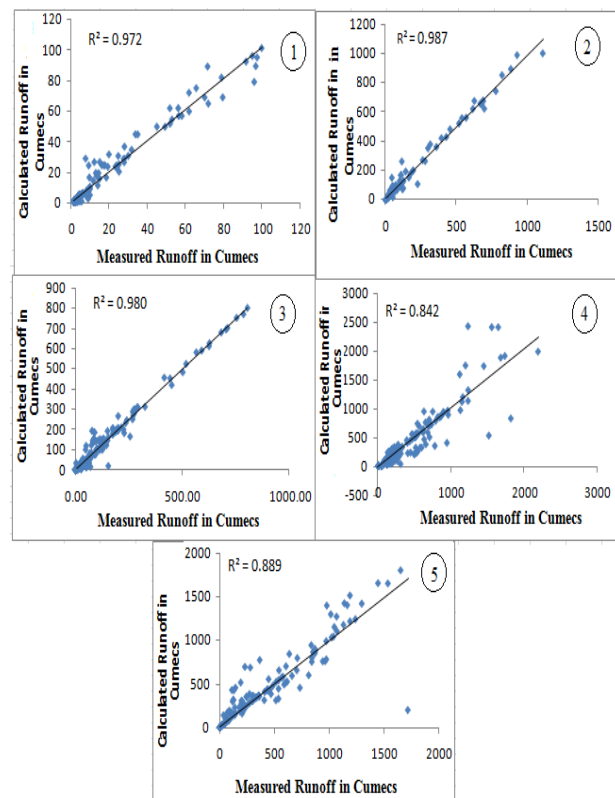 120
100
80
60
40
20
0
Calculated Runoff in
Cumecs
R² = 0.972
1
0 20 40 60 80 100 120
Measured Runoff in Cumecs
1200
1000
800
600
400
200
0
Calculated Runoff in in
Cumecs
R² = 0.987
2
0 500 1000 1500
Measured Runoff in Cumecs
900
800
700
600
500
400
300
200
100
0
Calculated Runoff in
Cumecs
R² = 0.980
3
0.00 500.00 1000.00
Measured Runoff in Cumecs
3000
2500
2000
1500
1000
500
0
-500
Calculated Runoff in
Cumecs
R² = 0.842
4
0 1000 2000 3000
Measured Runoff in Cumecs
2000
1500
1000
500
0
Calculated Runoff in
Cumecs
R² = 0.889
5
0 500 1000 1500 2000
Measured Runoff in Cumecs